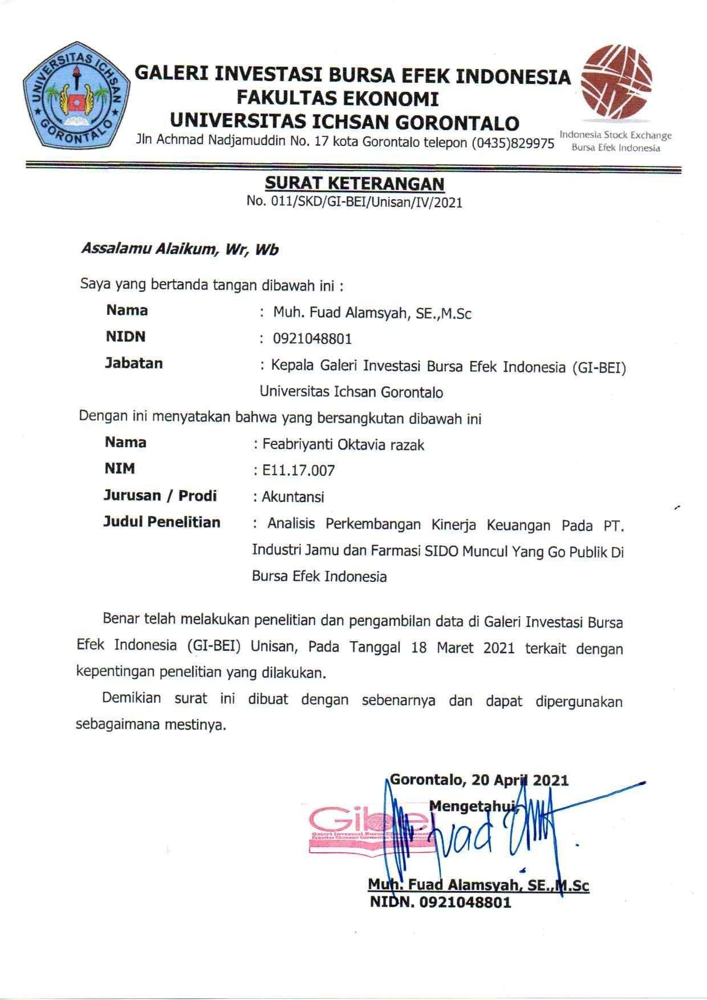 UNIVERSITAS ICHSAN
GORONTALO
GALERI INVESTASI BURSA EFEK INDONESIA
FAKULTAS EKONOMI
UNIVERSITAS ICHSAN GORONTALO
Jln Achmad Nadjamuddin No. 17 kota Gorontalo telepon (0435)829975
Indonesia Stock Exchange
Bursa Efek Indonesia
SURAT KETERANGAN
No. 011/SKD/GI-BEI/Unisan/IV/2021
Assalamu Alaikum, Wr, Wb
Saya yang bertanda tangan dibawah ini :
Nama : Muh. Fuad Alamsyah, SE.,M.Sc
NIDN : 0921048801
Jabatan : Kepala Galeri Investasi Bursa Efek Indonesia (GI-BEI)
Universitas Ichsan Gorontalo
Dengan ini menyatakan bahwa yang bersangkutan dibawah ini
Nama : Feabriyanti Oktavia razak
NIM : E11.17.007
Jurusan / Prodi : Akuntansi
Judul Penelitian : Analisis Perkembangan Kinerja Keuangan Pada PT.
Industri Jamu dan Farmasi SIDO Muncul Yang Go Publik Di
Bursa Efek Indonesia
Benar telah melakukan penelitian dan pengambilan data di Galeri Investasi Bursa
Efek Indonesia (GI-BEI) Unisan, Pada Tanggal 18 Maret 2021 terkait dengan
kepentingan penelitian yang dilakukan.
Demikian surat ini dibuat dengan sebenarnya dan dapat dipergunakan
sebagaimana mestinya.
Gorontalo, 20 April 2021
Mengetahui,
Gibei
Galeri Investasi Bursa Efek Indonesia
Fakultas Ekonomi Universitas Ichsan
Muh. Fuad Alamsyah, SE.,M.Sc
NIDN. 0921048801